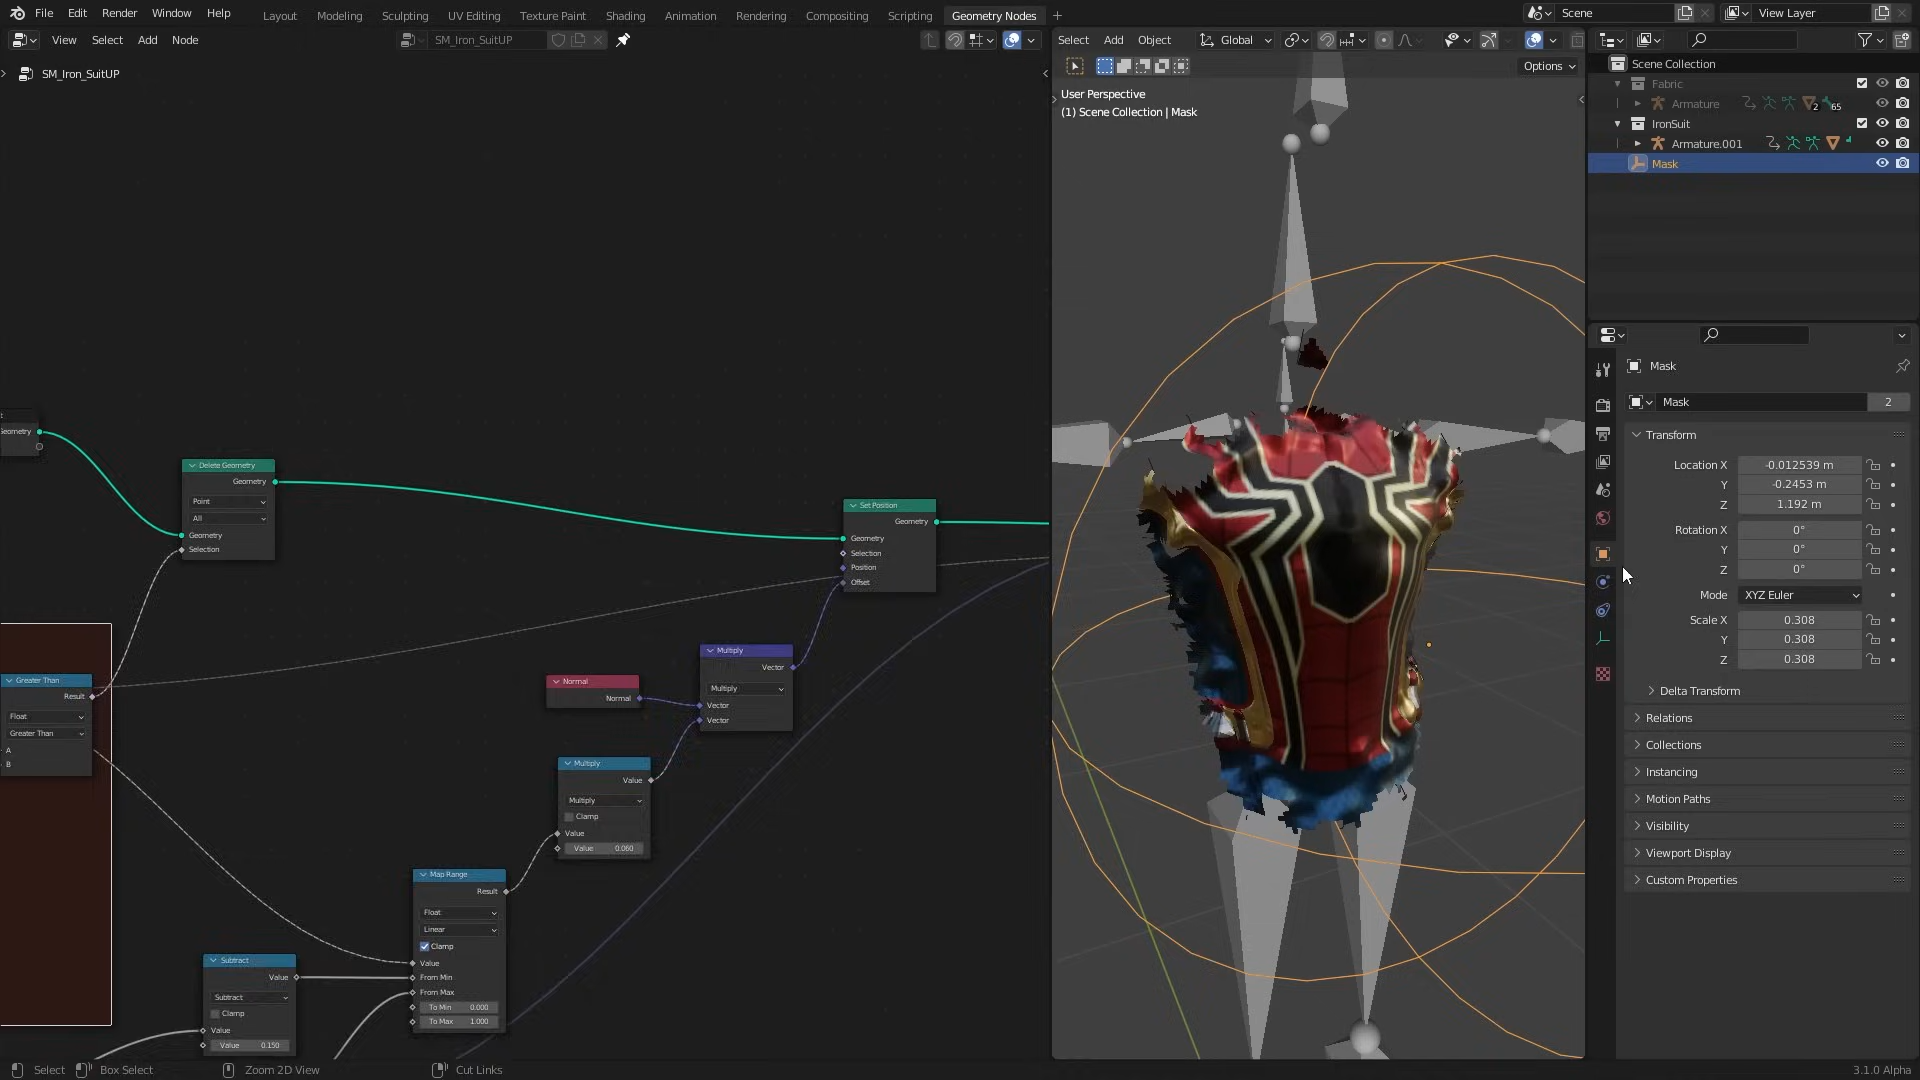 File Edit Render Window Help
Layout Modeling Sculpting UV Editing Texture Paint Shading Animation Rendering Compositing Scripting Geometry Nodes +
Scene
View Layer
View Select Add Node
SM_Iron_SuitUP
SM_Iron_SuitUP
Select Add Object
Global
Options
User Perspective
(1) Scene Collection | Mask
Scene Collection
Fabric
Armature
2
65
IronSuit
Armature.001
Mask
Mask
Mask
2
Transform
Location X -0.012539 m
Y -0.2453 m
Z 1.192 m
Rotation X 0°
Y 0°
Z 0°
Mode XYZ Euler
Scale X 0.308
Y 0.308
Z 0.308
Delta Transform
Relations
Collections
Instancing
Motion Paths
Visibility
Viewport Display
Custom Properties
Delete Geometry
Geometry
Point
All
Geometry
Selection
Set Position
Geometry
Geometry
Selection
Position
Offset
Greater Than
Result
Float
Greater Than
A
B
Normal
Normal
Multiply
Vector
Multiply
Vector
Vector
Multiply
Value
Multiply
Clamp
Value
Value 0.060
Map Range
Result
Float
Linear
Clamp
Value
From Min
From Max
To Min 0.000
To Max 1.000
Subtract
Value
Subtract
Clamp
Value
Value 0.150
Select Box Select Zoom 2D View Cut Links
3.1.0 Alpha